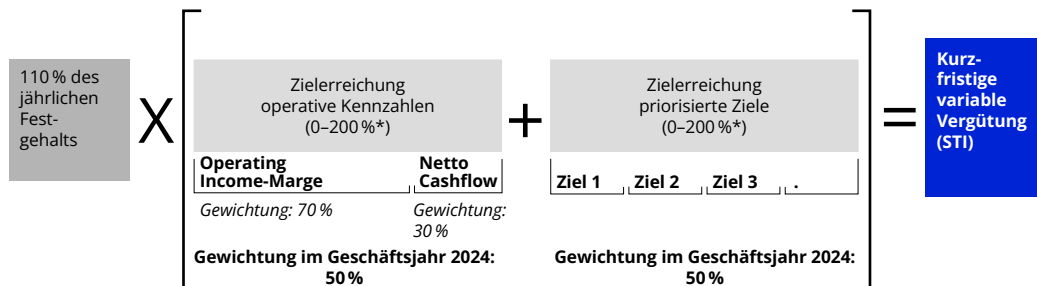 110 % des
jährlichen
Fest-
gehalts
X
Zielerreichung
operative Kennzahlen
(0–200 %*)
Operating
Income-Marge
Netto
Cashflow
Gewichtung: 70 %
Gewichtung:
30 %
Gewichtung im Geschäftsjahr 2024:
50 %
+
Zielerreichung
priorisierte Ziele
(0–200 %*)
Ziel 1
Ziel 2
Ziel 3
.
Gewichtung im Geschäftsjahr 2024:
50 %
=
Kurz-
fristige
variable
Vergütung
(STI)